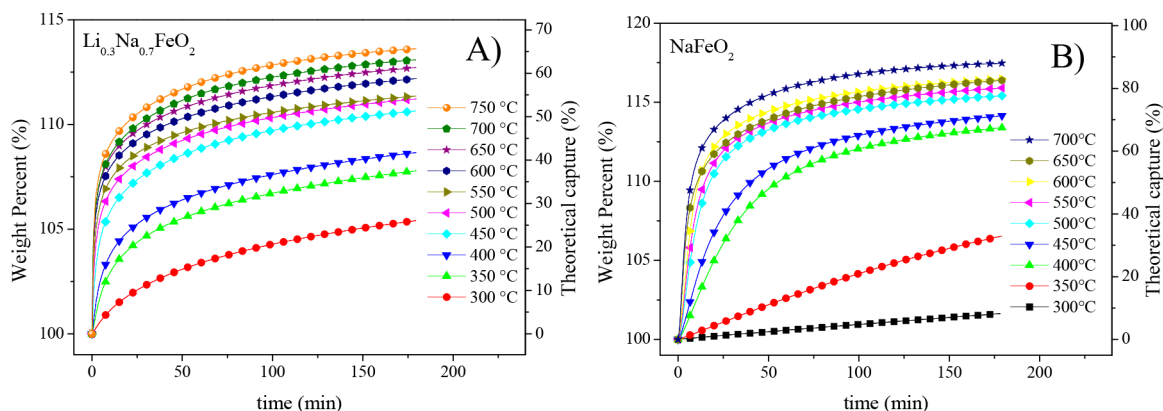 Li0.3Na0.7FeO2
A)
Weight Percent (%)
115
110
105
100
Theoretical capture (%)
70
60
50
40
30
20
10
0
750 °C
700 °C
650 °C
600 °C
550 °C
500 °C
450 °C
400 °C
350 °C
300 °C
0 50 100 150 200
time (min)
NaFeO2
B)
Weight Percent (%)
120
115
110
105
100
Theoretical capture (%)
100
80
60
40
20
0
700°C
650°C
600°C
550°C
500°C
450°C
400°C
350°C
300°C
0 50 100 150 200
time (min)